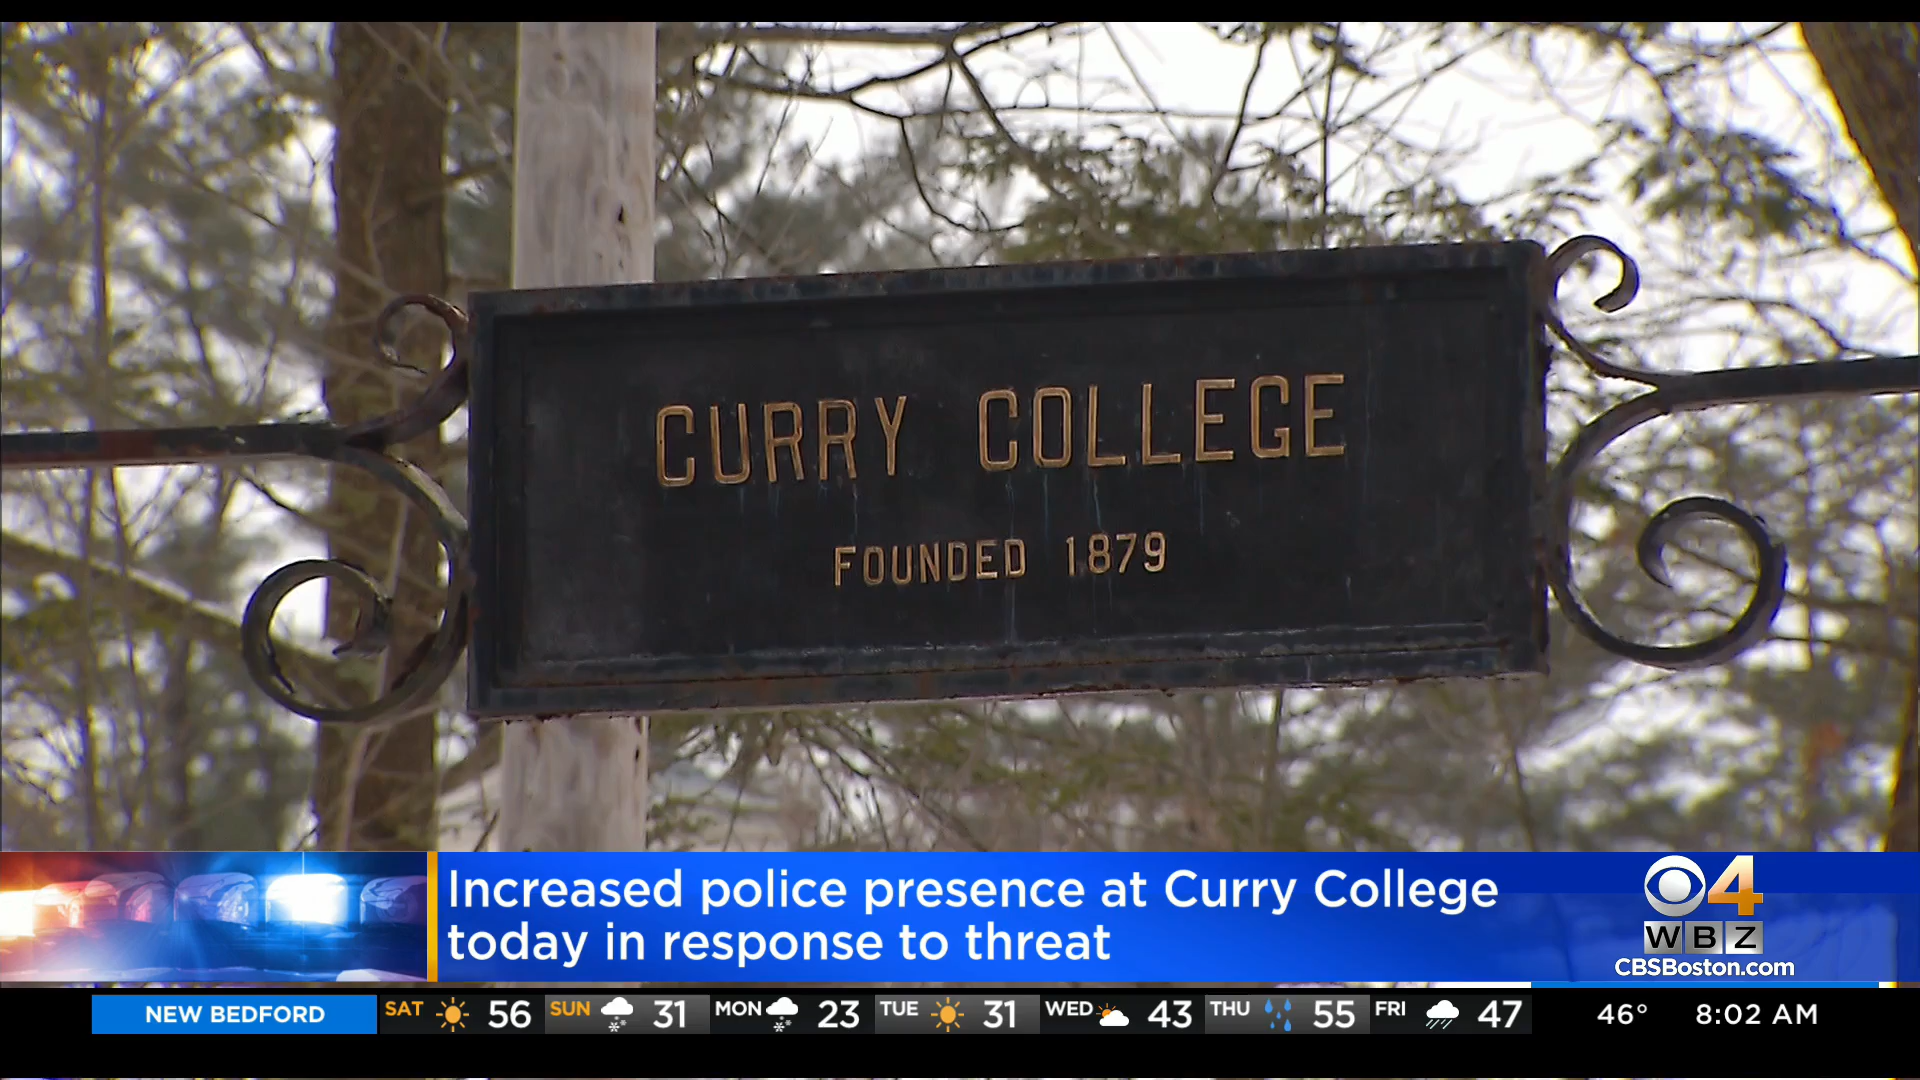 CURRY COLLEGE
FOUNDED 1879
Increased police presence at Curry College
today in response to threat
4
WBZ
CBSBoston.com
NEW BEDFORD SAT 56 SUN 31 MON 23 TUE 31 WED 43 THU 55 FRI 47 46° 8:02 AM